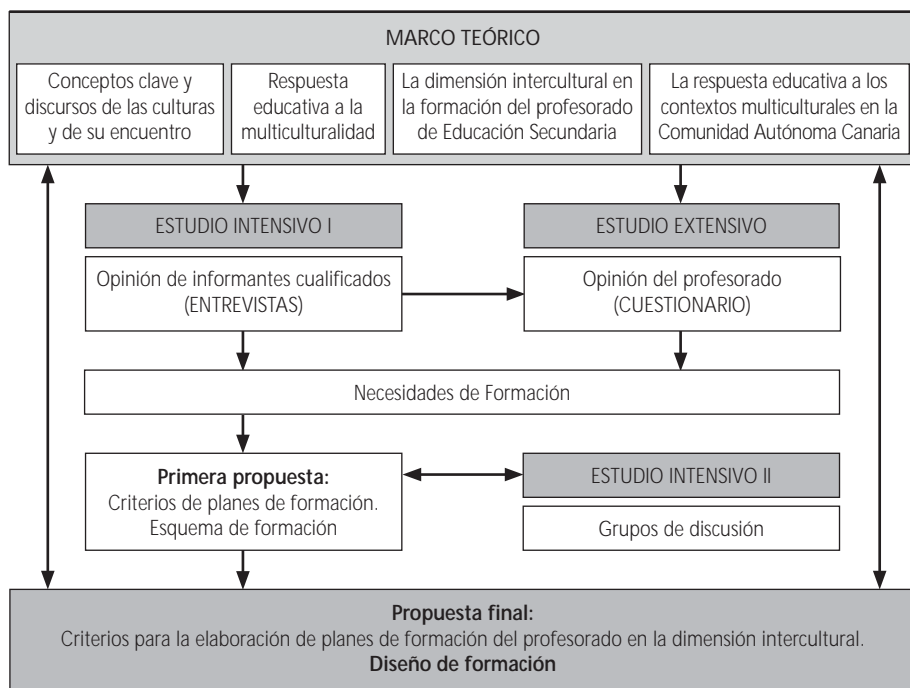 MARCO TEÓRICO
Conceptos clave y
discursos de las culturas
y de su encuentro
Respuesta
educativa a la
multiculturalidad
La dimensión intercultural en
la formación del profesorado
de Educación Secundaria
La respuesta educativa a los
contextos multiculturales en la
Comunidad Autónoma Canaria
ESTUDIO INTENSIVO I
Opinión de informantes cualificados
(ENTREVISTAS)
ESTUDIO EXTENSIVO
Opinión del profesorado
(CUESTIONARIO)
Necesidades de Formación
Primera propuesta:
Criterios de planes de formación.
Esquema de formación
ESTUDIO INTENSIVO II
Grupos de discusión
Propuesta final:
Criterios para la elaboración de planes de formación del profesorado en la dimensión intercultural.
Diseño de formación